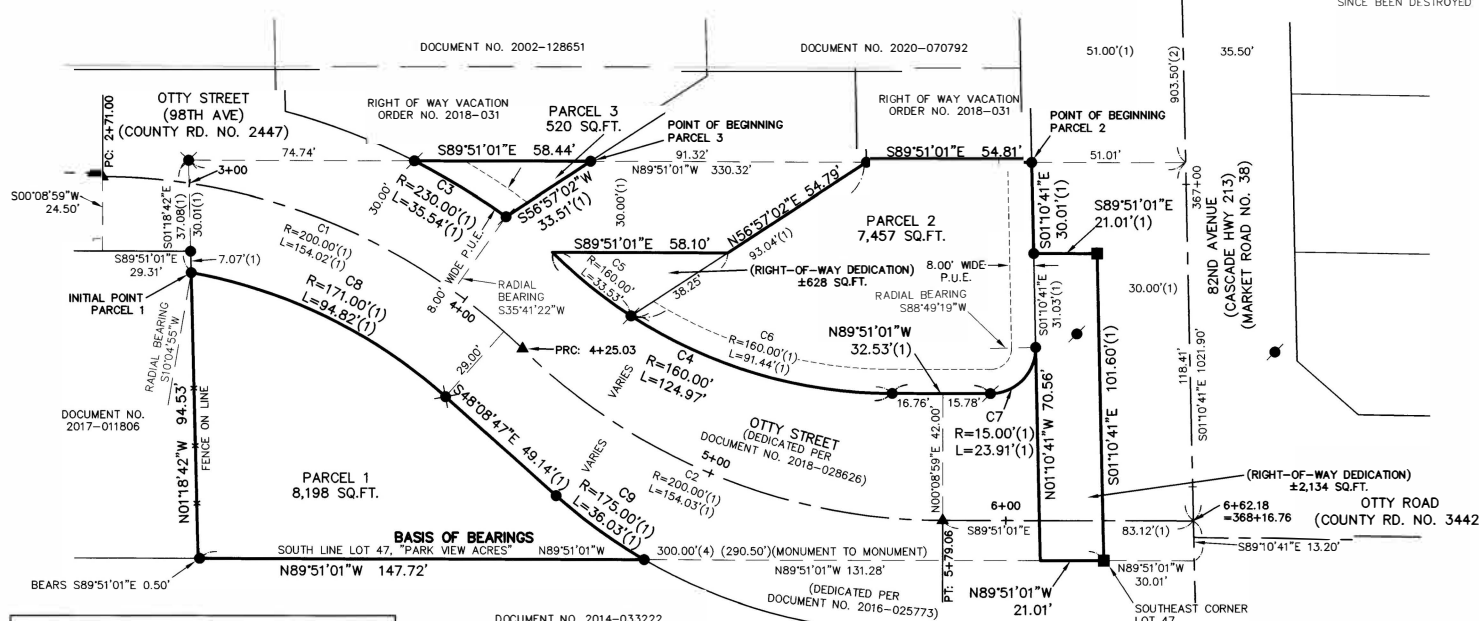 SINCE BEEN DESTROYED
DOCUMENT NO. 2002-128651
DOCUMENT NO. 2020-070792
51.00'(1)
35.50'
903.50'(2)
PC: 2+71.00
OTTY STREET
(98TH AVE)
(COUNTY RD. NO. 2447)
RIGHT OF WAY VACATION
ORDER NO. 2018-031
PARCEL 3
520 SQ.FT.
POINT OF BEGINNING
PARCEL 3
RIGHT OF WAY VACATION
ORDER NO. 2018-031
POINT OF BEGINNING
PARCEL 2
74.74'
S89°51'01"E 58.44'
91.32'
N89°51'01"W 330.32'
S89°51'01"E 54.81'
51.01'
3+00
367+00
S00°08'59"W
24.50'
S01°18'42"E
37.08(1)
30.01(1)
30.00'
C3
R=230.00'(1)
L=35.54'(1)
S56°57'02"W
33.51'(1)
30.00'(1)
N56°57'02"E 54.79'
93.04'(1)
PARCEL 2
7,457 SQ.FT.
S01°10'41"E
30.01'(1)
S89°51'01"E
21.01'(1)
82ND AVENUE
(CASCADE HWY 213)
(MARKET ROAD NO. 38)
C1
R=200.00'(1)
L=154.02'(1)
S89°51'01"E
29.31'
7.07'(1)
8.00' WIDE P.U.E.
S89°51'01"E 58.10'
C5
R=160.00'
L=33.53'
(RIGHT-OF-WAY DEDICATION)
±628 SQ.FT.
38.25'
8.00' WIDE
P.U.E.
RADIAL BEARING
S88°49'19"W
S01°10'41"E
31.03'(1)
30.00'(1)
INITIAL POINT
PARCEL 1
C8
R=171.00'(1)
L=94.82'(1)
RADIAL
BEARING
S35°41'22"W
4+00
RADIAL BEARING
S10°04'55"W
PRC: 4+25.03
29.00'
VARIES
C4
R=160.00'
L=124.97'
C6
R=160.00'(1)
L=91.44'(1)
N89°51'01"W
32.53'(1)
16.76'
15.78'
C7
R=15.00'(1)
L=23.91'(1)
N01°10'41"W 70.56'
S01°10'41"E 101.60'(1)
118.41'
S01°10'41"E 1021.90'
DOCUMENT NO.
2017-011806
N01°18'42"W 94.53'
FENCE ON LINE
S48°08'47"E 49.14'(1)
VARIES
OTTY STREET
(DEDICATED PER
DOCUMENT NO. 2018-028626)
5+00
C2
R=200.00'(1)
L=154.03'(1)
N00°08'59"E 42.00'
PARCEL 1
8,198 SQ.FT.
C9
R=175.00'(1)
L=36.03'(1)
(RIGHT-OF-WAY DEDICATION)
±2,134 SQ.FT.
6+00
S89°51'01"E
83.12'(1)
6+62.18
=368+16.76
OTTY ROAD
(COUNTY RD. NO. 3442
S89°10'41"E 13.20'
BASIS OF BEARINGS
SOUTH LINE LOT 47, "PARK VIEW ACRES"
N89°51'01"W
300.00'(4) (290.50')(MONUMENT TO MONUMENT)
BEARS S89°51'01"E 0.50'
N89°51'01"W 147.72'
N89°51'01"W 131.28'
(DEDICATED PER
DOCUMENT NO. 2016-025773)
PT: 5+79.06
N89°51'01"W
21.01'
N89°51'01"W
30.01'
SOUTHEAST CORNER
LOT 47
DOCUMENT NO. 2014-033222